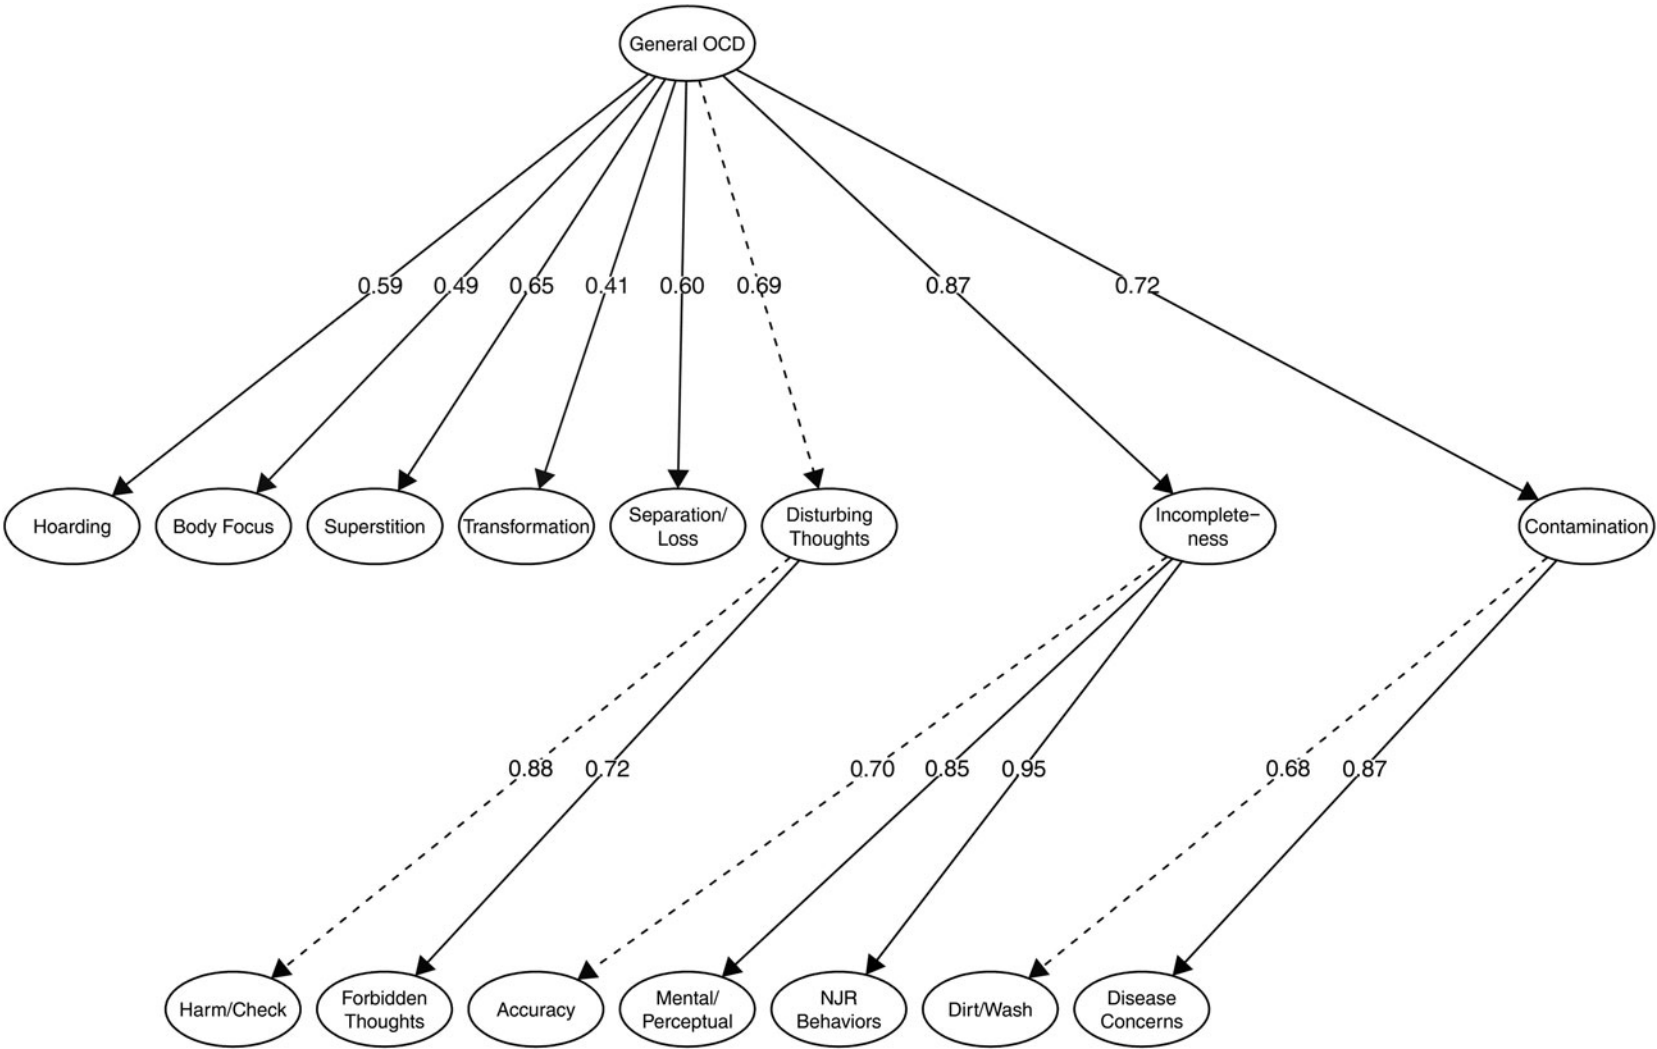 General OCD
0.59
0.49
0.65
0.41
0.60
0.69
0.87
0.72
Hoarding
Body Focus
Superstition
Transformation
Separation/
Loss
Disturbing
Thoughts
Incomplete−
ness
Contamination
0.88
0.72
0.70
0.85
0.95
0.68
0.87
Harm/Check
Forbidden
Thoughts
Accuracy
Mental/
Perceptual
NJR
Behaviors
Dirt/Wash
Disease
Concerns